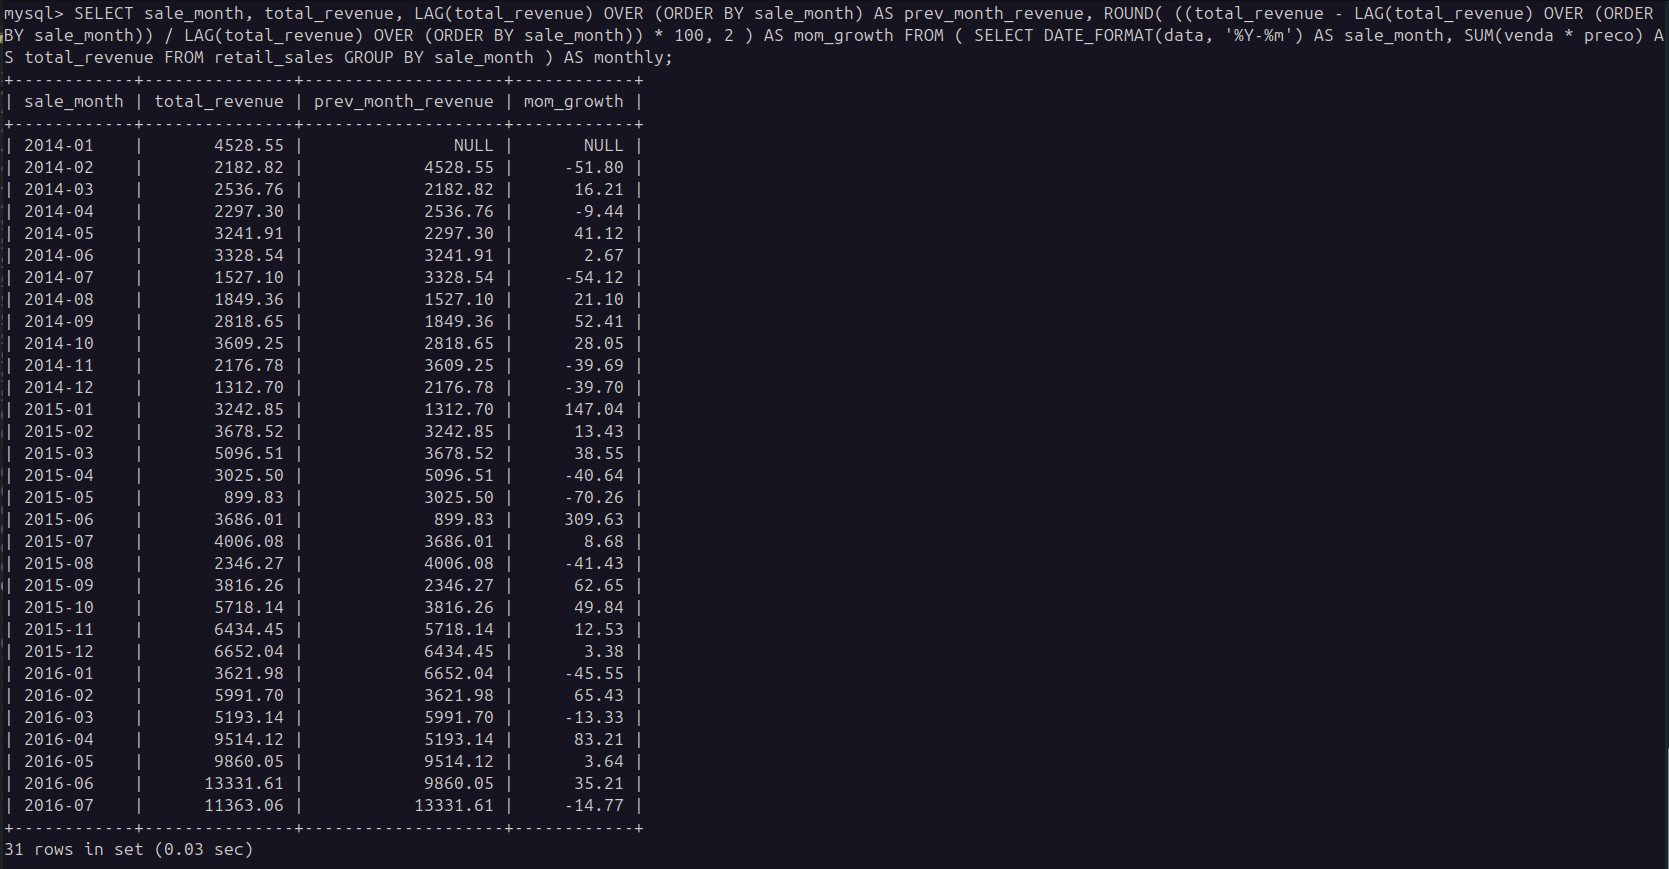 mysql> SELECT sale_month, total_revenue, LAG(total_revenue) OVER (ORDER BY sale_month) AS prev_month_revenue, ROUND( ((total_revenue - LAG(total_revenue) OVER (ORDER
BY sale_month)) / LAG(total_revenue) OVER (ORDER BY sale_month)) * 100, 2 ) AS mom_growth FROM ( SELECT DATE_FORMAT(data, '%Y-%m') AS sale_month, SUM(venda * preco) A
S total_revenue FROM retail_sales GROUP BY sale_month ) AS monthly;
+------------+---------------+--------------------+------------+
| sale_month | total_revenue | prev_month_revenue | mom_growth |
+------------+---------------+--------------------+------------+
| 2014-01    |       4528.55 |               NULL |       NULL |
| 2014-02    |       2182.82 |            4528.55 |     -51.80 |
| 2014-03    |       2536.76 |            2182.82 |      16.21 |
| 2014-04    |       2297.30 |            2536.76 |      -9.44 |
| 2014-05    |       3241.91 |            2297.30 |      41.12 |
| 2014-06    |       3328.54 |            3241.91 |       2.67 |
| 2014-07    |       1527.10 |            3328.54 |     -54.12 |
| 2014-08    |       1849.36 |            1527.10 |      21.10 |
| 2014-09    |       2818.65 |            1849.36 |      52.41 |
| 2014-10    |       3609.25 |            2818.65 |      28.05 |
| 2014-11    |       2176.78 |            3609.25 |     -39.69 |
| 2014-12    |       1312.70 |            2176.78 |     -39.70 |
| 2015-01    |       3242.85 |            1312.70 |     147.04 |
| 2015-02    |       3678.52 |            3242.85 |      13.43 |
| 2015-03    |       5096.51 |            3678.52 |      38.55 |
| 2015-04    |       3025.50 |            5096.51 |     -40.64 |
| 2015-05    |        899.83 |            3025.50 |     -70.26 |
| 2015-06    |       3686.01 |             899.83 |     309.63 |
| 2015-07    |       4006.08 |            3686.01 |       8.68 |
| 2015-08    |       2346.27 |            4006.08 |     -41.43 |
| 2015-09    |       3816.26 |            2346.27 |      62.65 |
| 2015-10    |       5718.14 |            3816.26 |      49.84 |
| 2015-11    |       6434.45 |            5718.14 |      12.53 |
| 2015-12    |       6652.04 |            6434.45 |       3.38 |
| 2016-01    |       3621.98 |            6652.04 |     -45.55 |
| 2016-02    |       5991.70 |            3621.98 |      65.43 |
| 2016-03    |       5193.14 |            5991.70 |     -13.33 |
| 2016-04    |       9514.12 |            5193.14 |      83.21 |
| 2016-05    |       9860.05 |            9514.12 |       3.64 |
| 2016-06    |      13331.61 |            9860.05 |      35.21 |
| 2016-07    |      11363.06 |           13331.61 |     -14.77 |
+------------+---------------+--------------------+------------+
31 rows in set (0.03 sec)